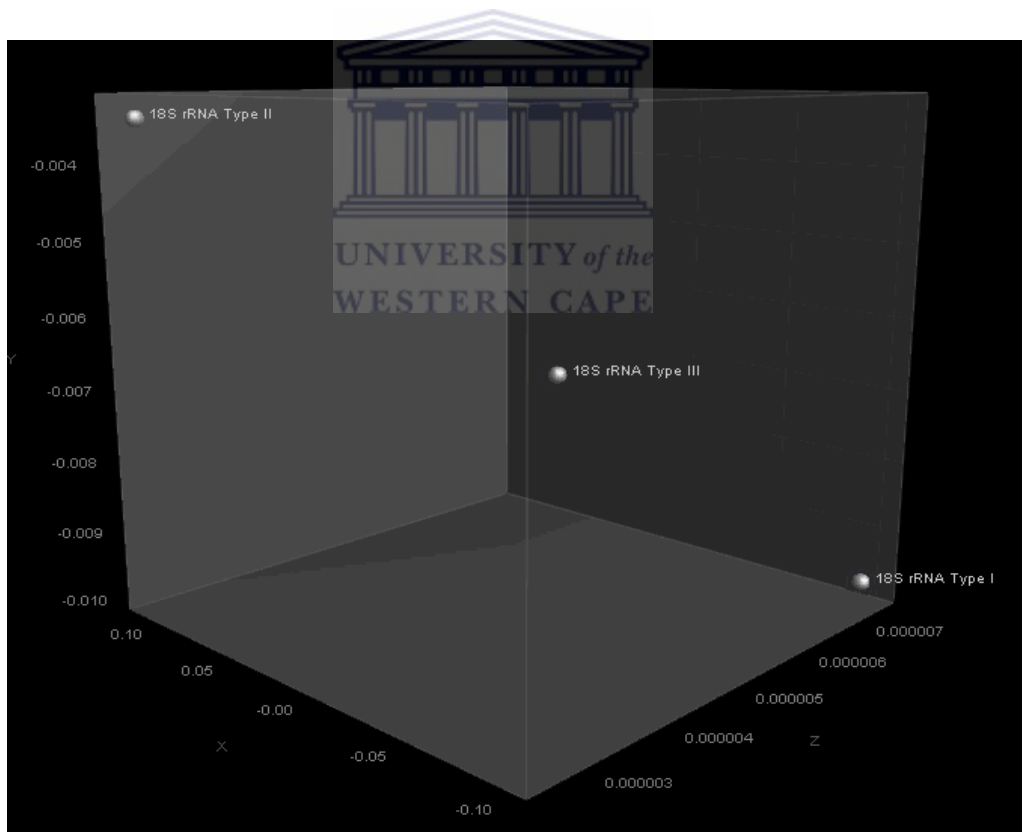 18S rRNA Type II
UNIVERSITY of the
WESTERN CAPE
18S rRNA Type III
18S rRNA Type I
Y
-0.004
-0.005
-0.006
-0.007
-0.008
-0.009
-0.010
0.10
0.05
-0.00
-0.05
-0.10
X
0.000003
0.000004
0.000005
0.000006
0.000007
Z